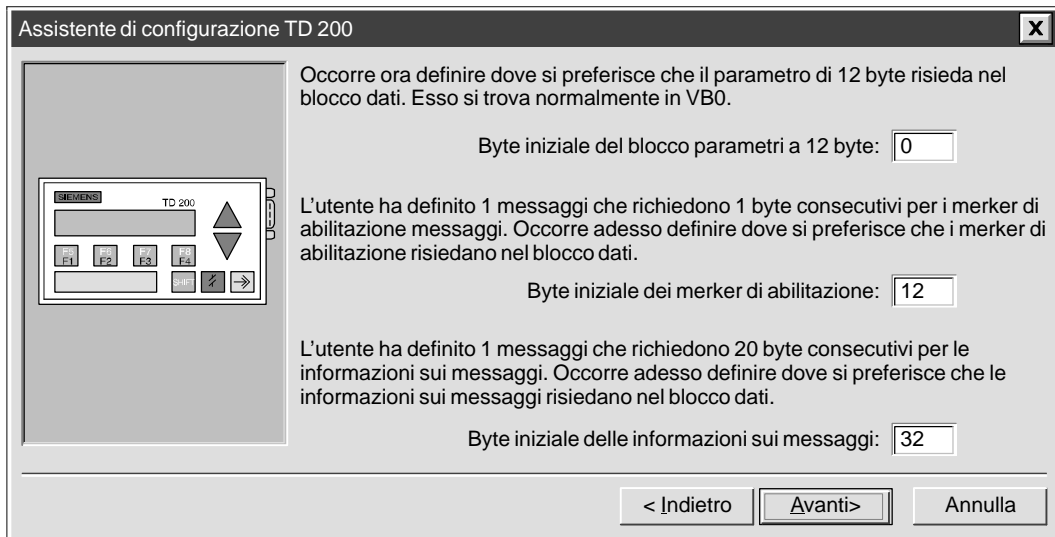 Assistente di configurazione TD 200
X
Occorre ora definire dove si preferisce che il parametro di 12 byte risieda nel
blocco dati. Esso si trova normalmente in VB0.
Byte iniziale del blocco parametri a 12 byte: 0
SIEMENS
TD 200
L'utente ha definito 1 messaggi che richiedono 1 byte consecutivi per i merker di
abilitazione messaggi. Occorre adesso definire dove si preferisce che i merker di
abilitazione risiedano nel blocco dati.
F5 F6 F7 F8
F1 F2 F3 F4
SHIFT
Byte iniziale dei merker di abilitazione: 12
L'utente ha definito 1 messaggi che richiedono 20 byte consecutivi per le
informazioni sui messaggi. Occorre adesso definire dove si preferisce che le
informazioni sui messaggi risiedano nel blocco dati.
Byte iniziale delle informazioni sui messaggi: 32
< Indietro Avanti> Annulla